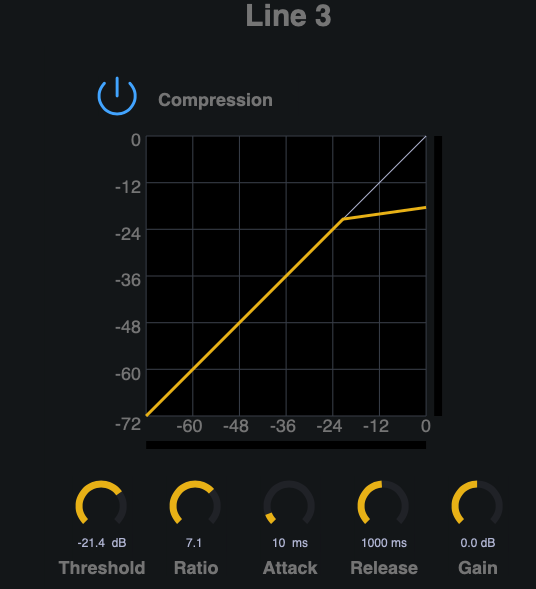 Line 3
Compression
0
-12
-24
-36
-48
-60
-72
-60 -48 -36 -24 -12 0
-21.4 dB 7.1 10 ms 1000 ms 0.0 dB
Threshold Ratio Attack Release Gain